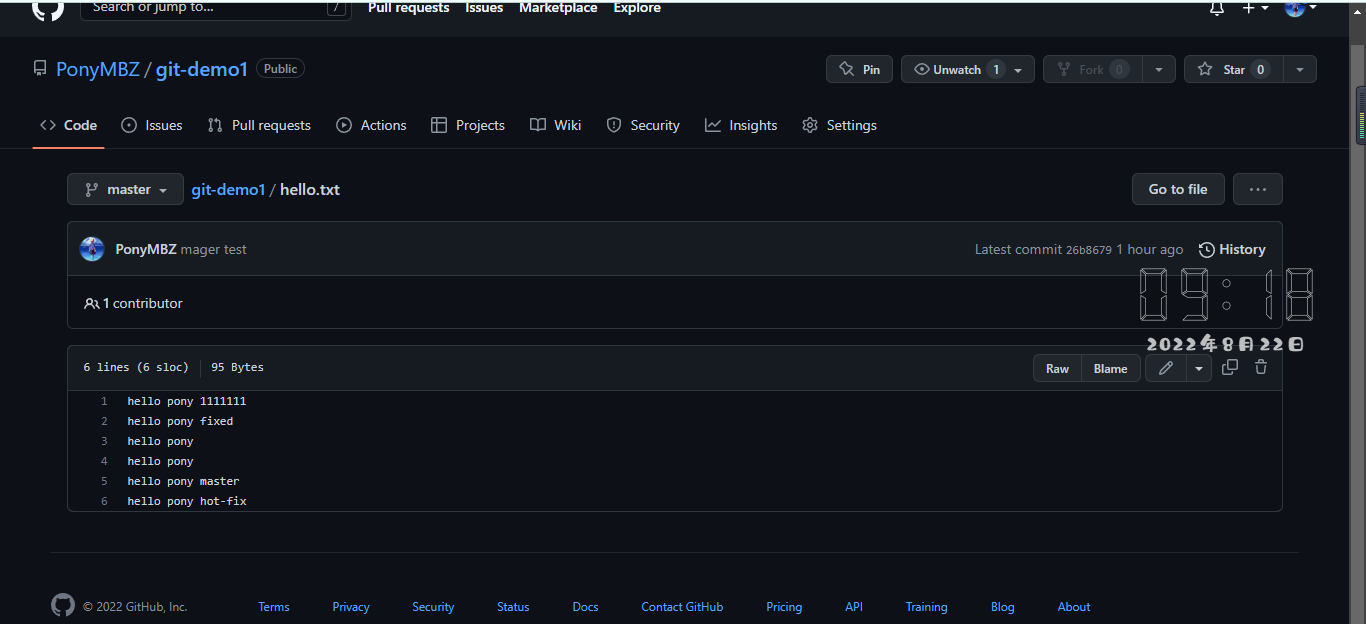 Search or jump to... /
Pull requests Issues Marketplace Explore
PonyMBZ / git-demo1 Public
Pin Unwatch 1 Fork 0 Star 0
Code Issues Pull requests Actions Projects Wiki Security Insights Settings
master git-demo1 / hello.txt Go to file ...
PonyMBZ mager test Latest commit 26b8679 1 hour ago History
1 contributor
09:18
2022年8月22日
6 lines (6 sloc) 95 Bytes Raw Blame
1 hello pony 1111111
2 hello pony fixed
3 hello pony
4 hello pony
5 hello pony master
6 hello pony hot-fix
© 2022 GitHub, Inc. Terms Privacy Security Status Docs Contact GitHub Pricing API Training Blog About